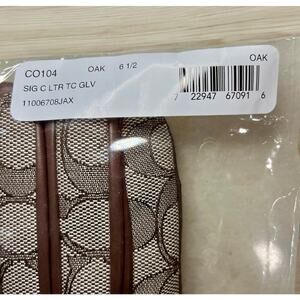 CO104 OAK 6 1/2 OAK
SIG C LTR TC GLV
11006708JAX
7 22947 67091 6